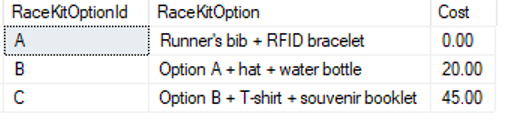 RaceKitOptionId RaceKitOption Cost
A Runner's bib + RFID bracelet 0.00
B Option A + hat + water bottle 20.00
C Option B + T-shirt + souvenir booklet 45.00